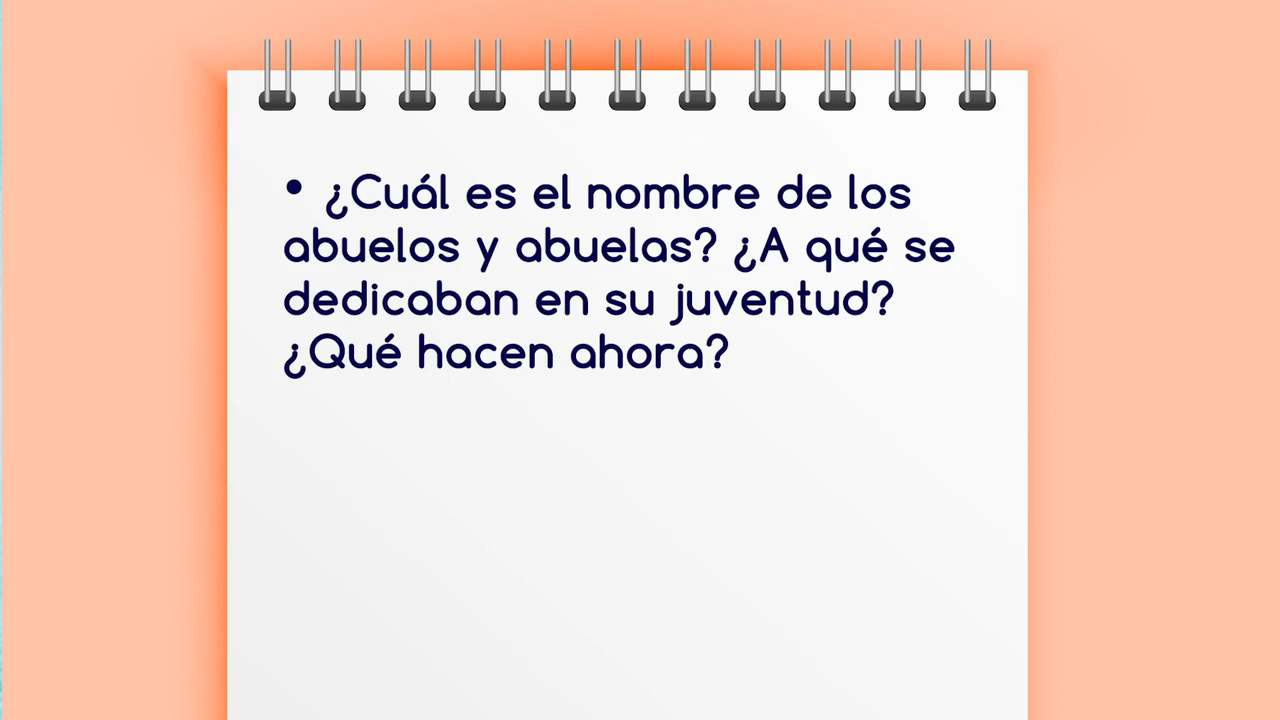 • ¿Cuál es el nombre de los
abuelos y abuelas? ¿A qué se
dedicaban en su juventud?
¿Qué hacen ahora?